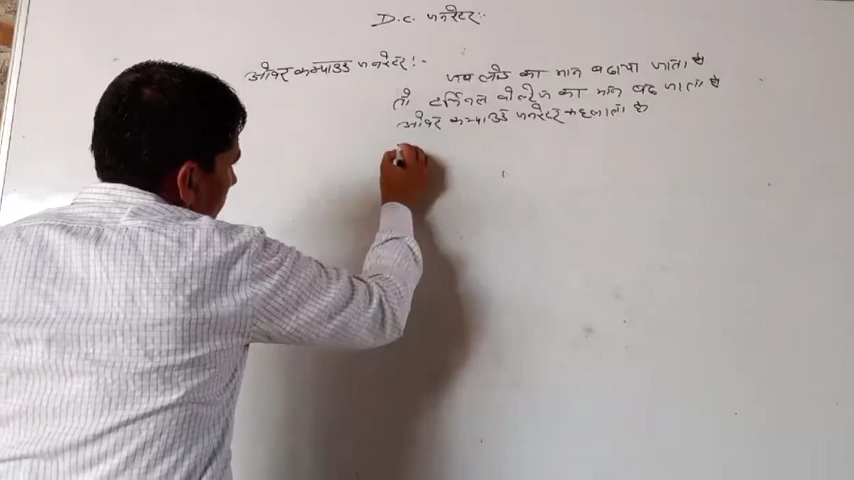 D.C. जनरेटर:-
ओवर कम्पाउंड जनरेटर:- जब लोड का मान बढाया जाता है
तो टर्मिनल वोल्टेज का मान बढ जाता है
ओवर कम्पाउंड जनरेटर कहलाता है